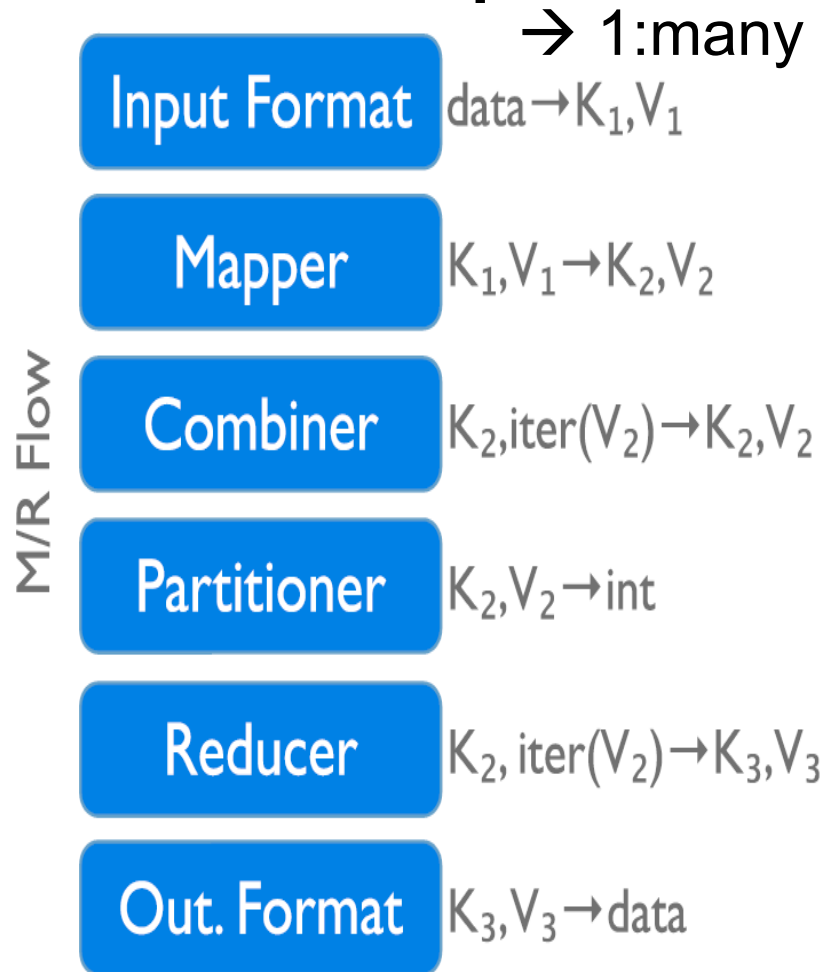 → 1:many
Input Format data→K₁,V₁
Mapper K₁,V₁→K₂,V₂
Combiner K₂,iter(V₂)→K₂,V₂
Partitioner K₂,V₂→int
Reducer K₂, iter(V₂)→K₃,V₃
Out. Format K₃,V₃→data
M/R Flow